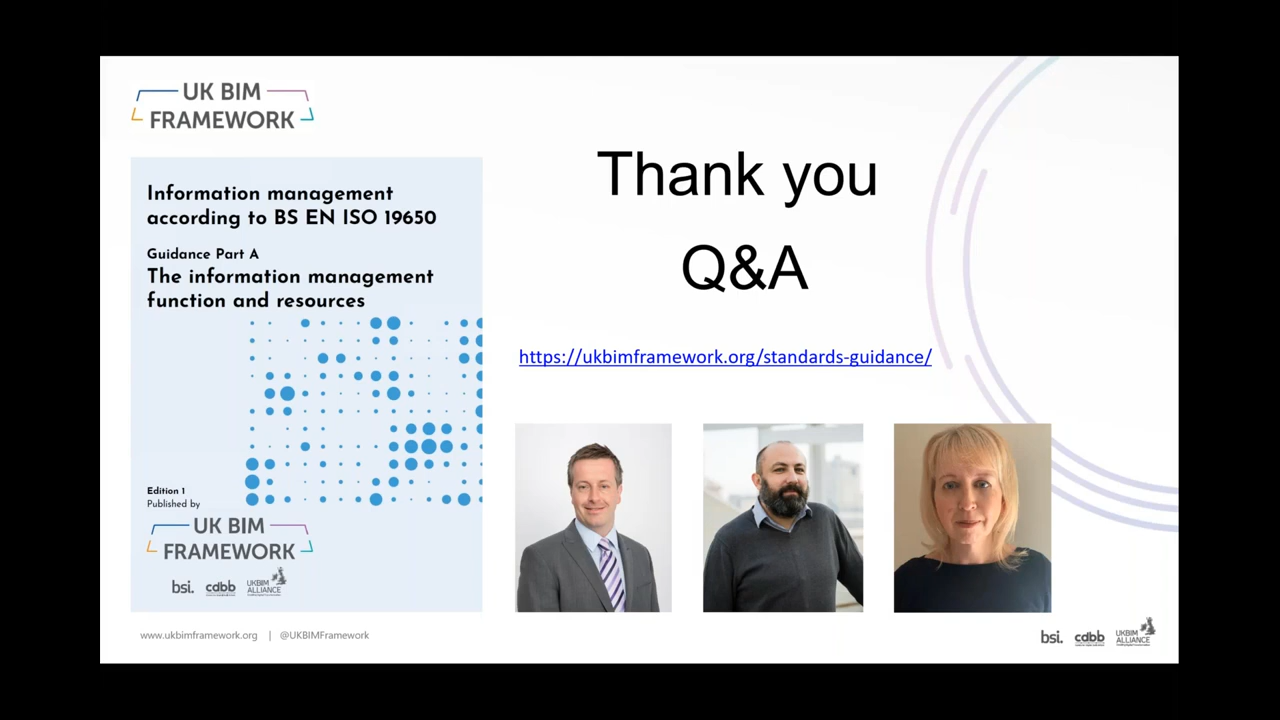 UK BIM
FRAMEWORK
Information management
according to BS EN ISO 19650
Guidance Part A
The information management
function and resources
Edition 1
Published by
UK BIM
FRAMEWORK
bsi.
cdbb
UKBIM
ALLIANCE
Thank you
Q&A
https://ukbimframework.org/standards-guidance/
www.ukbimframework.org | @UKBIMFramework
bsi.
cdbb
UKBIM
ALLIANCE